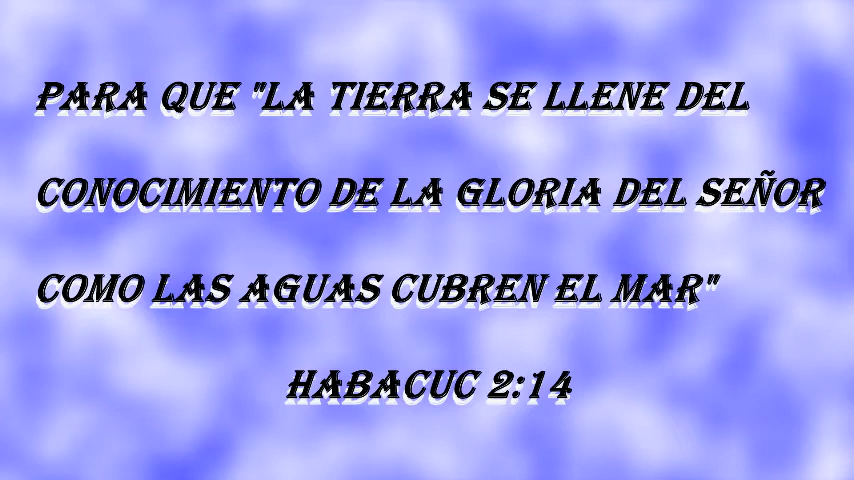 PARA QUE "LA TIERRA SE LLENE DEL
CONOCIMIENTO DE LA GLORIA DEL SEÑOR
COMO LAS AGUAS CUBREN EL MAR"
HABACUC 2:14